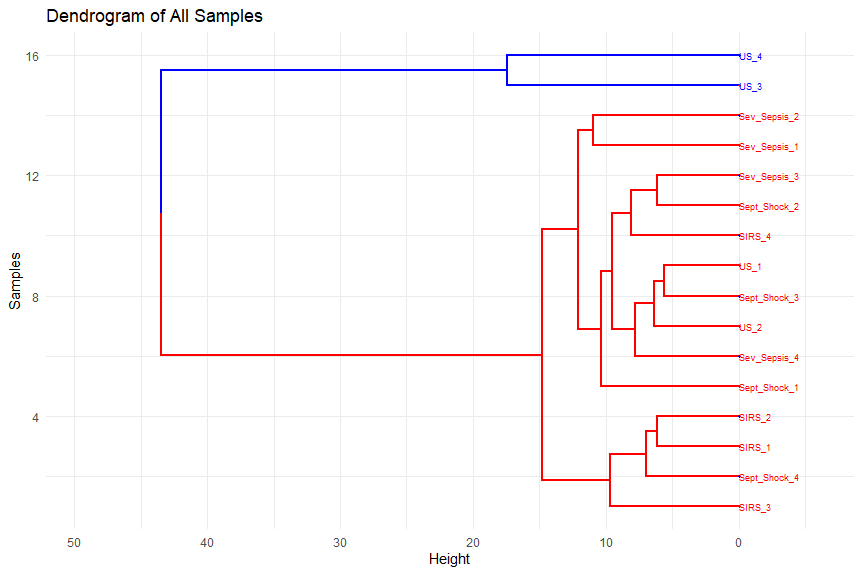 Dendrogram of All Samples
16
12
8
4
Samples
US_4
US_3
Sev_Sepsis_2
Sev_Sepsis_1
Sev_Sepsis_3
Sept_Shock_2
SIRS_4
US_1
Sept_Shock_3
US_2
Sev_Sepsis_4
Sept_Shock_1
SIRS_2
SIRS_1
Sept_Shock_4
SIRS_3
50 40 30 20 10 0
Height